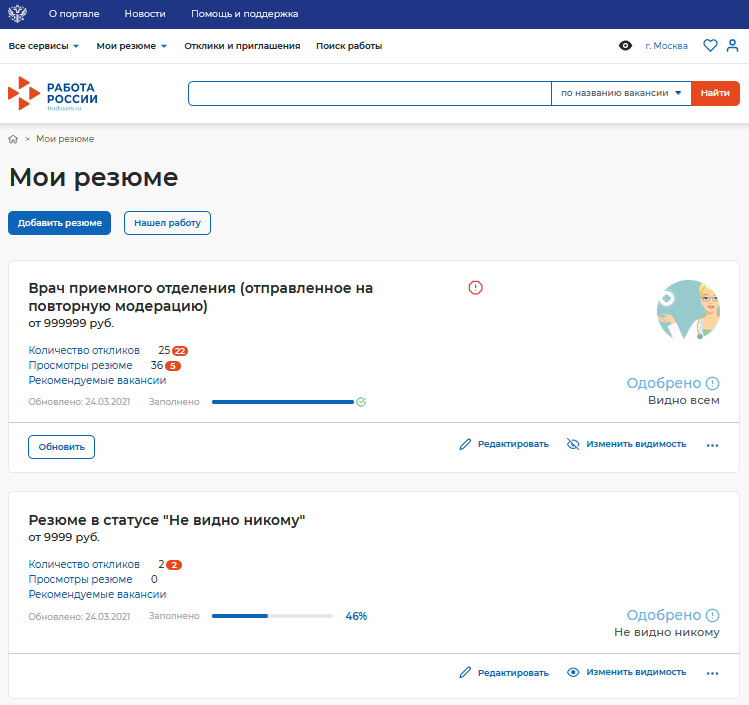 О портале Новости Помощь и поддержка
Все сервисы Мои резюме Отклики и приглашения Поиск работы г. Москва
РАБОТА
РОССИИ
trudvsem.ru
по названию вакансии Найти
> Мои резюме
Мои резюме
Добавить резюме Нашел работу
Врач приемного отделения (отправленное на
повторную модерацию)
от 999999 руб.
Количество откликов 25 22
Просмотры резюме 36 5
Рекомендуемые вакансии
Одобрено
Видно всем
Обновлено: 24.03.2021 Заполнено
Обновить Редактировать Изменить видимость ...
Резюме в статусе "Не видно никому"
от 9999 руб.
Количество откликов 2 2
Просмотры резюме 0
Рекомендуемые вакансии
Обновлено: 24.03.2021 Заполнено 46%
Одобрено
Не видно никому
Редактировать Изменить видимость ...